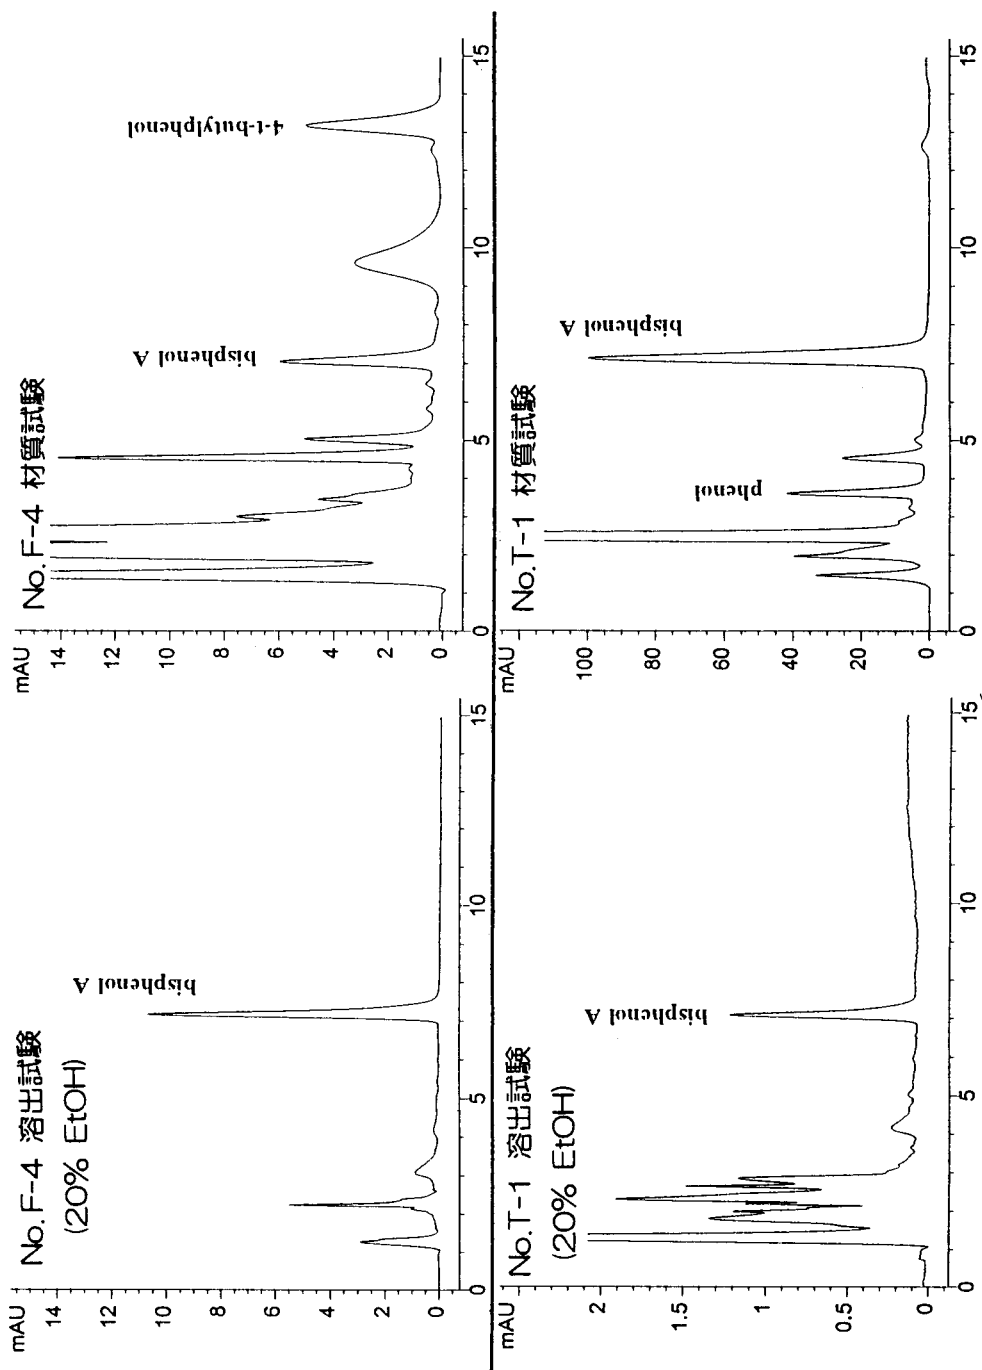 mAU
No. F-4 溶出試験
(20% EtOH)
bisphenol A
14
12
10
8
6
4
2
0
0
5
10
15
mAU
No. F-4 材質試験
bisphenol A
4-t-butylphenol
14
12
10
8
6
4
2
0
0
5
10
15
mAU
No.T-1 溶出試験
(20% EtOH)
bisphenol A
2
1.5
1
0.5
0
0
5
10
15
mAU
No.T-1 材質試験
phenol
bisphenol A
100
80
60
40
20
0
0
5
10
15